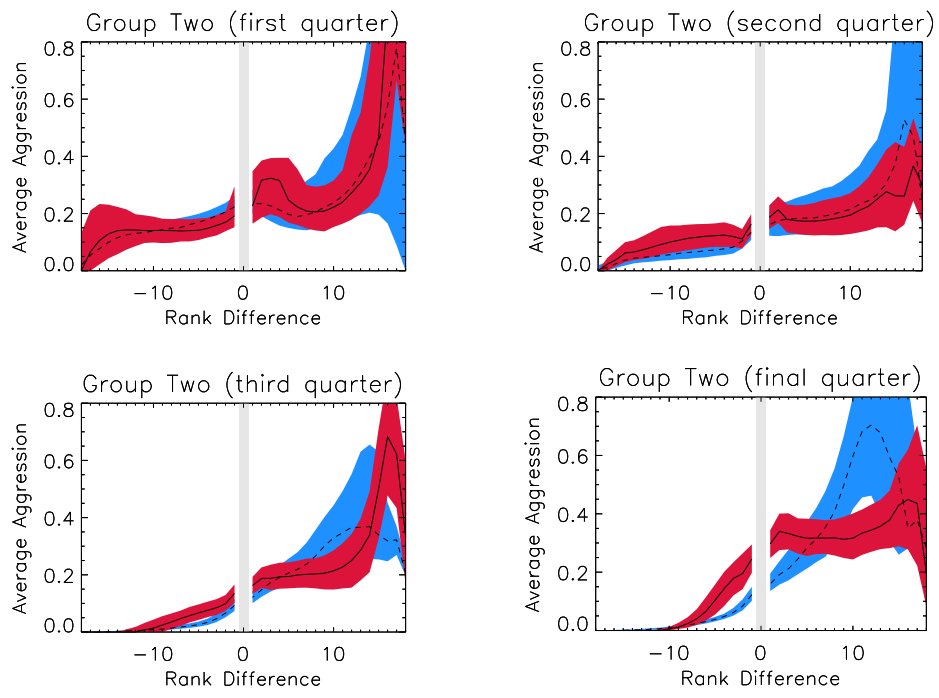 Group Two (first quarter)
Average Aggression
0.8
0.6
0.4
0.2
0.0
−10 0 10
Rank Difference
Group Two (second quarter)
Average Aggression
0.8
0.6
0.4
0.2
0.0
−10 0 10
Rank Difference
Group Two (third quarter)
Average Aggression
0.8
0.6
0.4
0.2
0.0
−10 0 10
Rank Difference
Group Two (final quarter)
Average Aggression
0.8
0.6
0.4
0.2
0.0
−10 0 10
Rank Difference